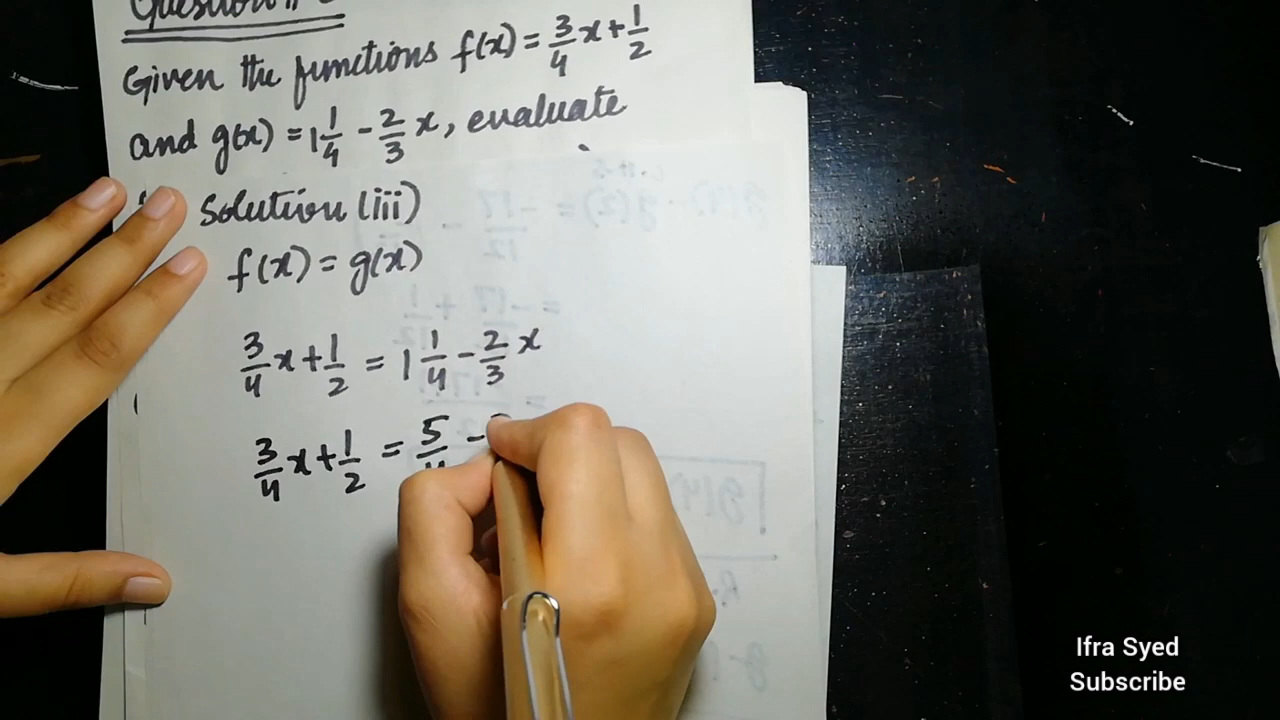 Question
Given the functions f(x) = 3/4 x + 1/2
and g(x) = 1 1/4 - 2/3 x, evaluate
Solution (iii)
f(x) = g(x)
3/4 x + 1/2 = 1 1/4 - 2/3 x
3/4 x + 1/2 = 5/4 -
Ifra Syed
Subscribe